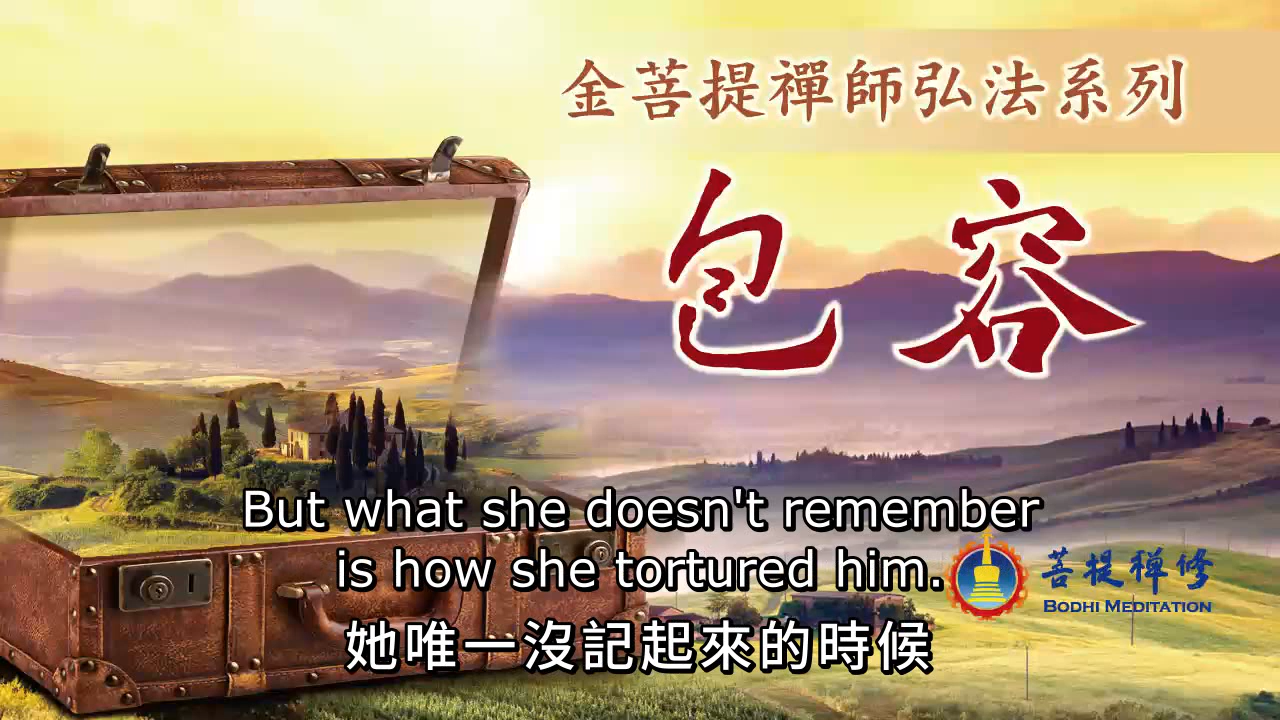 金菩提禪師弘法系列
包容
But what she doesn't remember
is how she tortured him.
她唯一沒記起來的時候
菩提禪修
BODHI MEDITATION